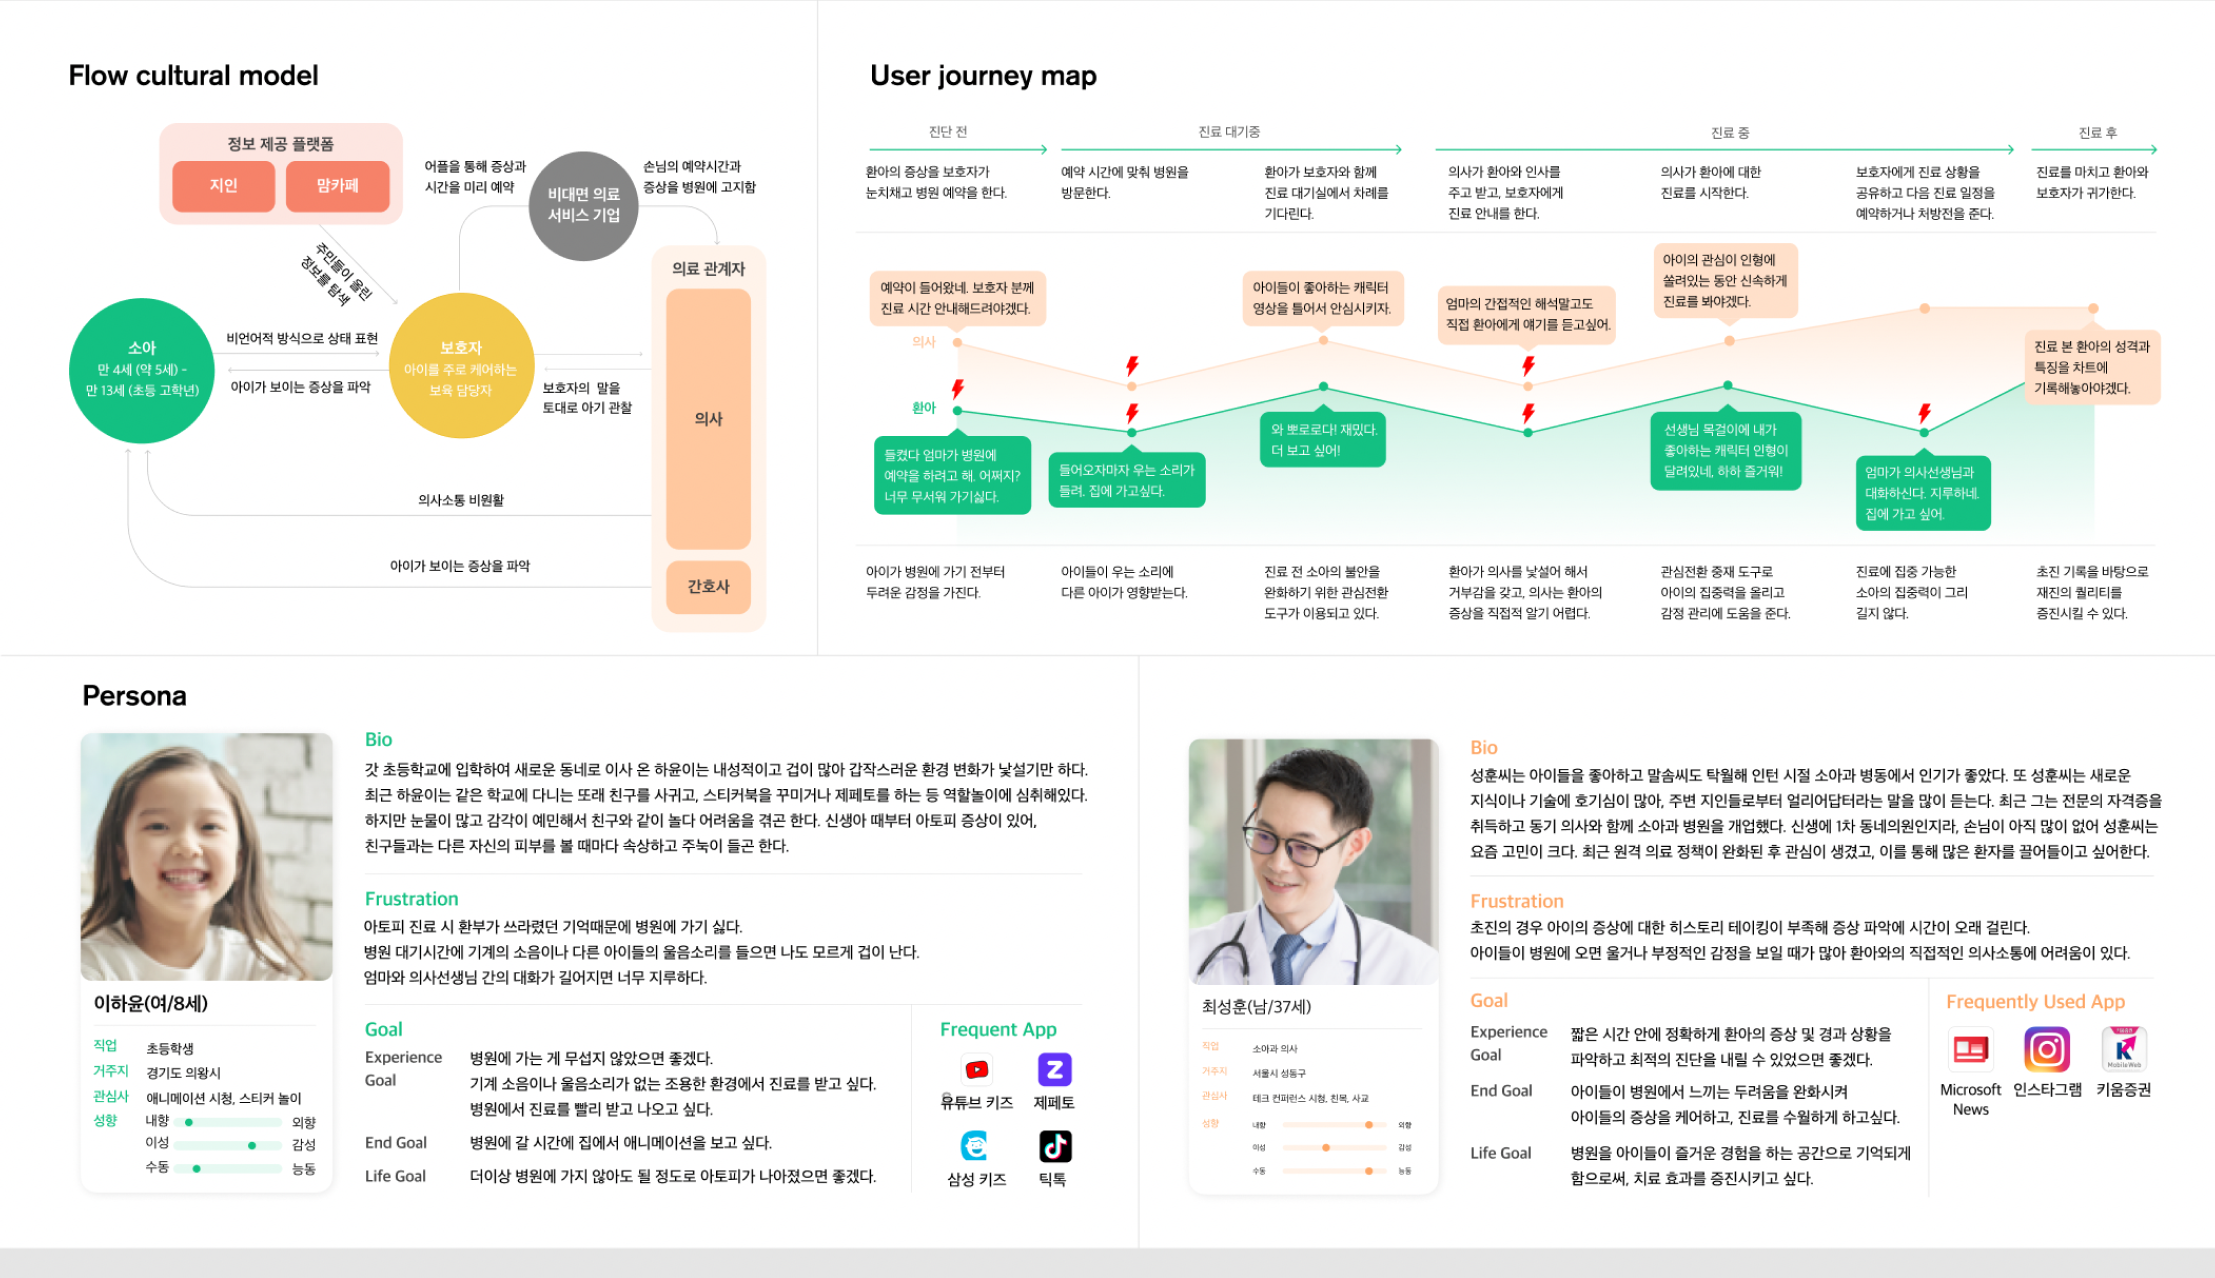 Flow cultural model
정보 제공 플랫폼
지인
맘카페
어플을 통해 증상과
시간을 미리 예약
비대면 의료
서비스 기업
손님의 예약시간과
증상을 병원에 고지함
주민들이 올린
정보를 탐색
의료 관계자
의사
간호사
소아
만 4세 (약 5세) –
만 13세 (초등 고학년)
비언어적 방식으로 상태 표현
아이가 보이는 증상을 파악
보호자
아이를 주로 케어하는
보육 담당자
보호자의 말을
토대로 아기 관찰
의사소통 비원활
아이가 보이는 증상을 파악
User journey map
진단 전
진료 대기중
진료 중
진료 후
환아의 증상을 보호자가
눈치채고 병원 예약을 한다.
예약 시간에 맞춰 병원을
방문한다.
환아가 보호자와 함께
진료 대기실에서 차례를
기다린다.
의사가 환아와 인사를
주고 받고, 보호자에게
진료 안내를 한다.
의사가 환아에 대한
진료를 시작한다.
보호자에게 진료 상황을
공유하고 다음 진료 일정을
예약하거나 처방전을 준다.
진료를 마치고 환아와
보호자가 귀가한다.
예약이 들어왔네. 보호자 분께
진료 시간 안내해드려야겠다.
아이들이 좋아하는 캐릭터
영상을 틀어서 안심시키자.
엄마의 간접적인 해석말고도
직접 환아에게 얘기를 듣고싶어.
아이의 관심이 인형에
쏠려있는 동안 신속하게
진료를 봐야겠다.
진료 본 환아의 성격과
특징을 차트에
기록해놓아야겠다.
의사
환아
들켰다 엄마가 병원에
예약을 하려고 해. 어쩌지?
너무 무서워 가기싫다.
들어오자마자 우는 소리가
들려. 집에 가고싶다.
와 뽀로로다! 재밌다.
더 보고 싶어!
선생님 목걸이에 내가
좋아하는 캐릭터 인형이
달려있네, 하하 즐거워!
엄마가 의사선생님과
대화하신다. 지루하네.
집에 가고 싶어.
아이가 병원에 가기 전부터
두려운 감정을 가진다.
아이들이 우는 소리에
다른 아이가 영향받는다.
진료 전 소아의 불안을
완화하기 위한 관심전환
도구가 이용되고 있다.
환아가 의사를 낯설어 해서
거부감을 갖고, 의사는 환아의
증상을 직접적 알기 어렵다.
관심전환 중재 도구로
아이의 집중력을 올리고
감정 관리에 도움을 준다.
진료에 집중 가능한
소아의 집중력이 그리
길지 않다.
초진 기록을 바탕으로
재진의 퀄리티를
증진시킬 수 있다.
Persona
이하윤(여/8세)
직업 초등학생
거주지 경기도 의왕시
관심사 애니메이션 시청, 스티커 놀이
성향 내향 외향
이성 감성
수동 능동
Bio
갓 초등학교에 입학하여 새로운 동네로 이사 온 하윤이는 내성적이고 겁이 많아 갑작스러운 환경 변화가 낯설기만 하다.
최근 하윤이는 같은 학교에 다니는 또래 친구를 사귀고, 스티커북을 꾸미거나 제페토를 하는 등 역할놀이에 심취해있다.
하지만 눈물이 많고 감각이 예민해서 친구와 같이 놀다 어려움을 겪곤 한다. 신생아 때부터 아토피 증상이 있어,
친구들과는 다른 자신의 피부를 볼 때마다 속상하고 주눅이 들곤 한다.
Frustration
아토피 진료 시 환부가 쓰라렸던 기억때문에 병원에 가기 싫다.
병원 대기시간에 기계의 소음이나 다른 아이들의 울음소리를 들으면 나도 모르게 겁이 난다.
엄마와 의사선생님 간의 대화가 길어지면 너무 지루하다.
Goal
Experience Goal
병원에 가는 게 무섭지 않았으면 좋겠다.
기계 소음이나 울음소리가 없는 조용한 환경에서 진료를 받고 싶다.
병원에서 진료를 빨리 받고 나오고 싶다.
End Goal 병원에 갈 시간에 집에서 애니메이션을 보고 싶다.
Life Goal 더이상 병원에 가지 않아도 될 정도로 아토피가 나아졌으면 좋겠다.
Frequent App
유튜브 키즈
제페토
삼성 키즈
틱톡
최성훈(남/37세)
직업 소아과 의사
거주지 서울시 성동구
관심사 테크 컨퍼런스 시청, 친목, 사교
성향 내향 외향
이성 감성
수동 능동
Bio
성훈씨는 아이들을 좋아하고 말솜씨도 탁월해 인턴 시절 소아과 병동에서 인기가 좋았다. 또 성훈씨는 새로운
지식이나 기술에 호기심이 많아, 주변 지인들로부터 얼리어답터라는 말을 많이 듣는다. 최근 그는 전문의 자격증을
취득하고 동기 의사와 함께 소아과 병원을 개업했다. 신생에 1차 동네의원인지라, 손님이 아직 많이 없어 성훈씨는
요즘 고민이 크다. 최근 원격 의료 정책이 완화된 후 관심이 생겼고, 이를 통해 많은 환자를 끌어들이고 싶어한다.
Frustration
초진의 경우 아이의 증상에 대한 히스토리 테이킹이 부족해 증상 파악에 시간이 오래 걸린다.
아이들이 병원에 오면 울거나 부정적인 감정을 보일 때가 많아 환아와의 직접적인 의사소통에 어려움이 있다.
Goal
Experience Goal
짧은 시간 안에 정확하게 환아의 증상 및 경과 상황을
파악하고 최적의 진단을 내릴 수 있었으면 좋겠다.
End Goal 아이들이 병원에서 느끼는 두려움을 완화시켜
아이들의 증상을 케어하고, 진료를 수월하게 하고싶다.
Life Goal 병원을 아이들이 즐거운 경험을 하는 공간으로 기억되게
함으로써, 치료 효과를 증진시키고 싶다.
Frequently Used App
Microsoft
News
인스타그램
키움증권
MobileWeb